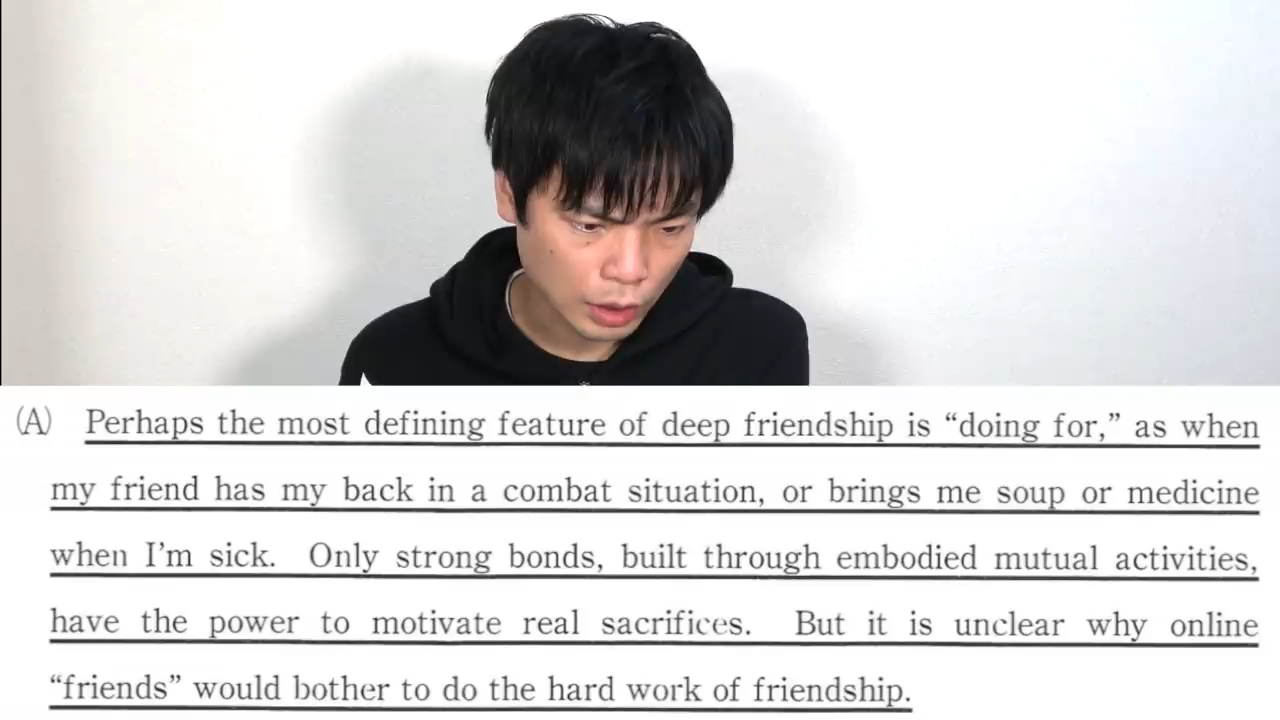 (A) Perhaps the most defining feature of deep friendship is “doing for,” as when
my friend has my back in a combat situation, or brings me soup or medicine
when I’m sick. Only strong bonds, built through embodied mutual activities,
have the power to motivate real sacrifices. But it is unclear why online
“friends” would bother to do the hard work of friendship.